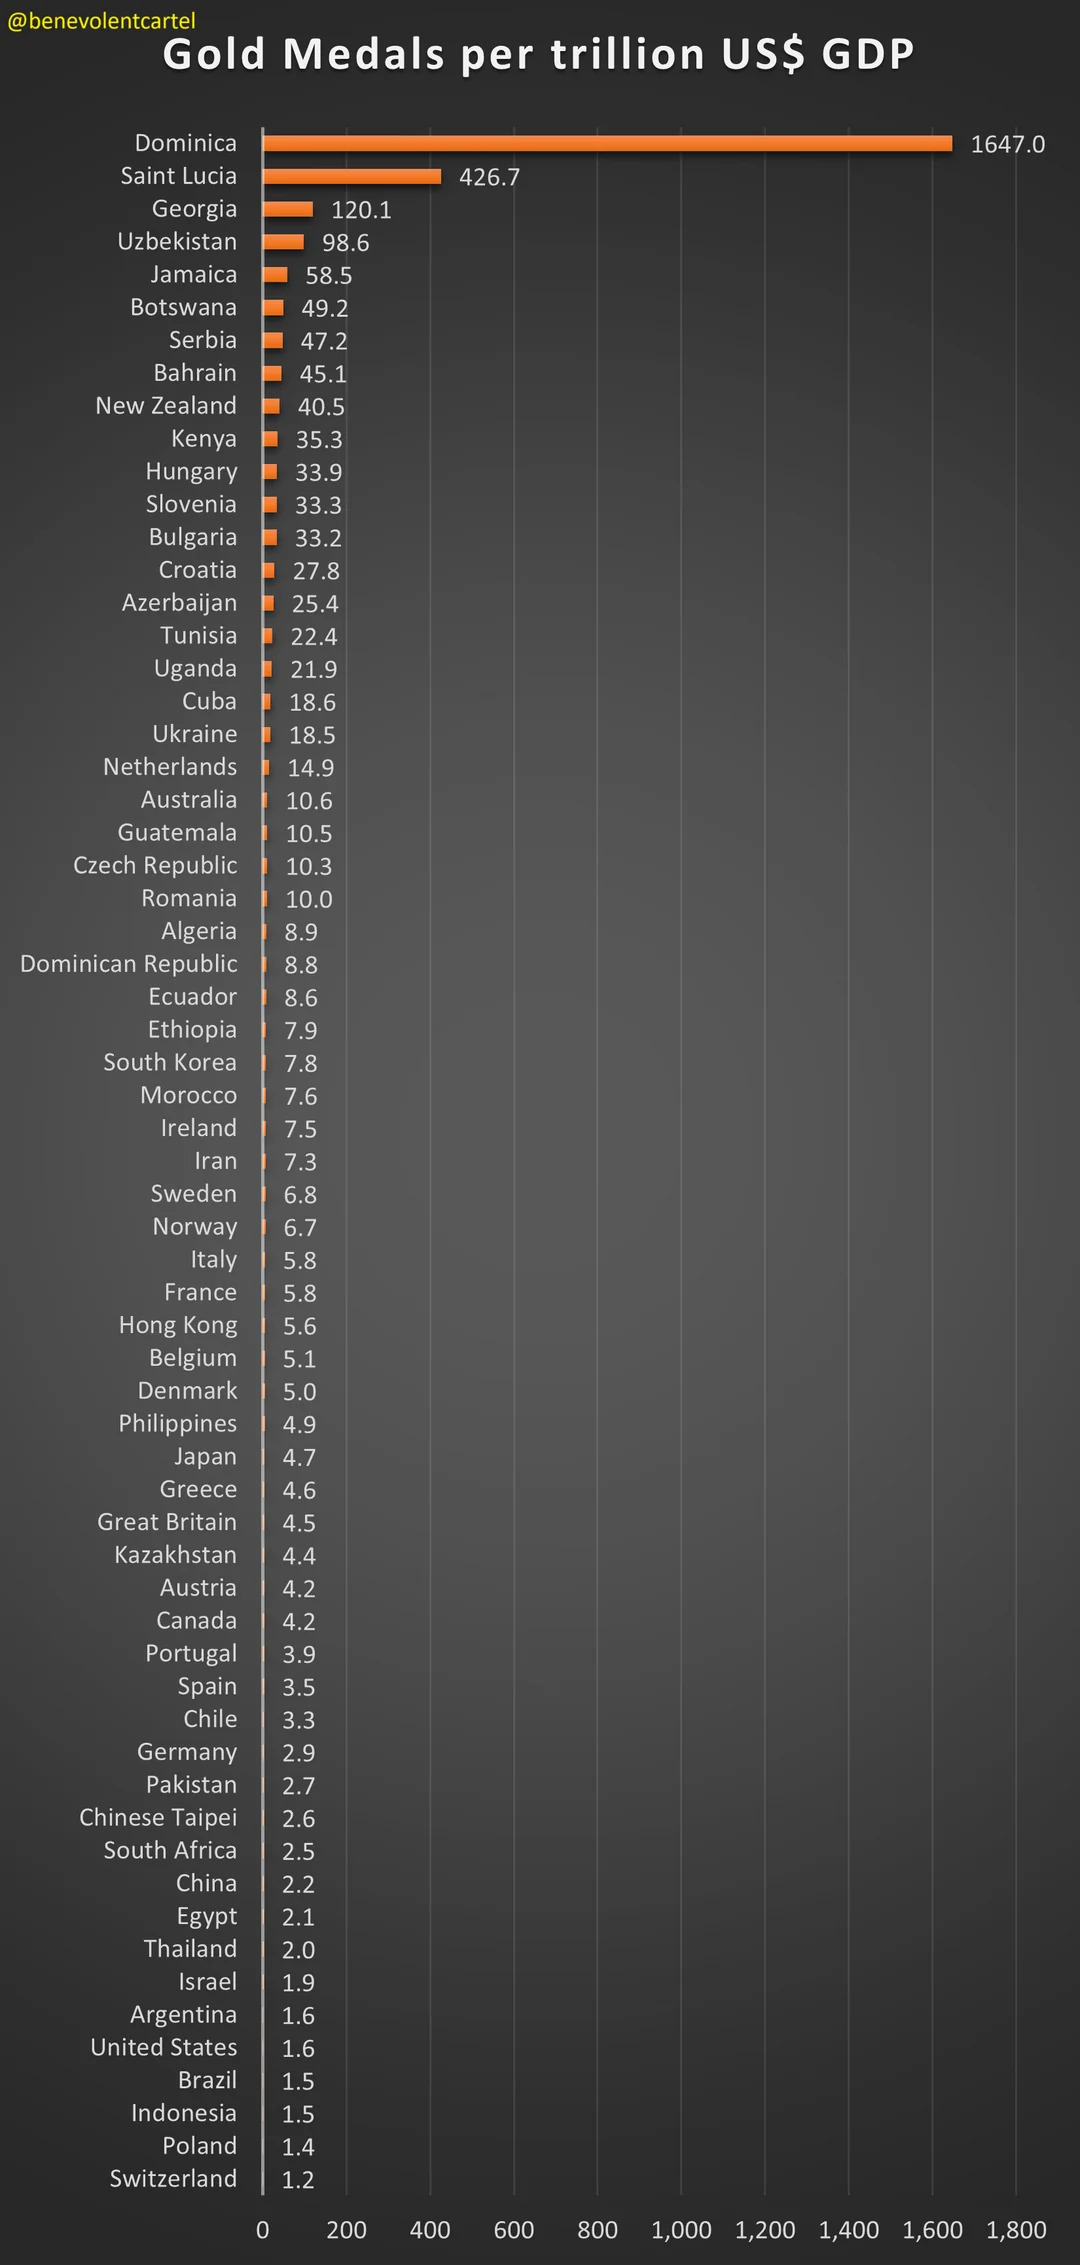 @benevolentcartel
Gold Medals per trillion US$ GDP
Dominica 1647.0
Saint Lucia 426.7
Georgia 120.1
Uzbekistan 98.6
Jamaica 58.5
Botswana 49.2
Serbia 47.2
Bahrain 45.1
New Zealand 40.5
Kenya 35.3
Hungary 33.9
Slovenia 33.3
Bulgaria 33.2
Croatia 27.8
Azerbaijan 25.4
Tunisia 22.4
Uganda 21.9
Cuba 18.6
Ukraine 18.5
Netherlands 14.9
Australia 10.6
Guatemala 10.5
Czech Republic 10.3
Romania 10.0
Algeria 8.9
Dominican Republic 8.8
Ecuador 8.6
Ethiopia 7.9
South Korea 7.8
Morocco 7.6
Ireland 7.5
Iran 7.3
Sweden 6.8
Norway 6.7
Italy 5.8
France 5.8
Hong Kong 5.6
Belgium 5.1
Denmark 5.0
Philippines 4.9
Japan 4.7
Greece 4.6
Great Britain 4.5
Kazakhstan 4.4
Austria 4.2
Canada 4.2
Portugal 3.9
Spain 3.5
Chile 3.3
Germany 2.9
Pakistan 2.7
Chinese Taipei 2.6
South Africa 2.5
China 2.2
Egypt 2.1
Thailand 2.0
Israel 1.9
Argentina 1.6
United States 1.6
Brazil 1.5
Indonesia 1.5
Poland 1.4
Switzerland 1.2
0 200 400 600 800 1,000 1,200 1,400 1,600 1,800